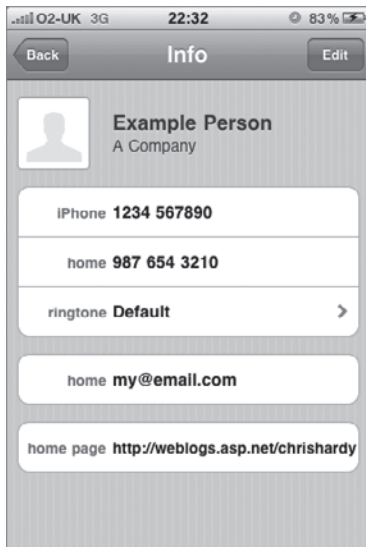 O2-UK 3G 22:32 83%
Back Info Edit
Example Person
A Company
iPhone 1234 567890
home 987 654 3210
ringtone Default
home my@email.com
home page http://weblogs.asp.net/chrishardy